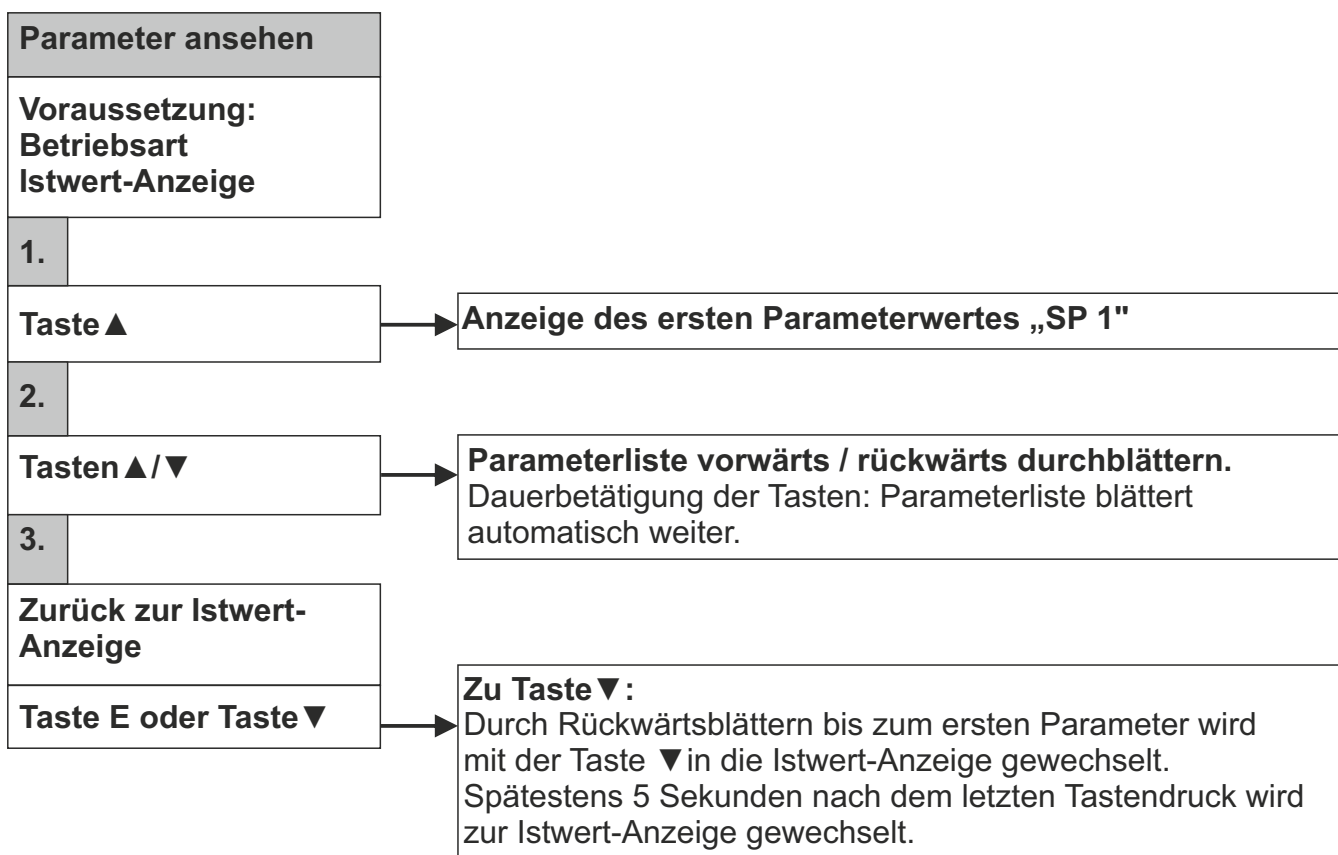 Parameter ansehen
Voraussetzung:
Betriebsart
Istwert-Anzeige
1.
Taste▲
Anzeige des ersten Parameterwertes „SP 1"
2.
Tasten▲/▼
Parameterliste vorwärts / rückwärts durchblättern.
Dauerbetätigung der Tasten: Parameterliste blättert
automatisch weiter.
3.
Zurück zur Istwert-
Anzeige
Taste E oder Taste▼
Zu Taste▼:
Durch Rückwärtsblättern bis zum ersten Parameter wird
mit der Taste ▼in die Istwert-Anzeige gewechselt.
Spätestens 5 Sekunden nach dem letzten Tastendruck wird
zur Istwert-Anzeige gewechselt.